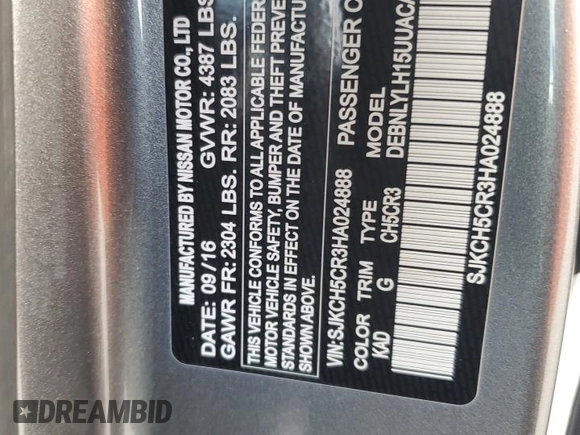 MANUFACTURED BY NISSAN MOTOR CO., LTD
DATE: 09/16 GVWR: 4387 LBS
GAWR FR: 2304 LBS. RR: 2083 LBS.
THIS VEHICLE CONFORMS TO ALL APPLICABLE FEDER
MOTOR VEHICLE SAFETY, BUMPER AND THEFT PREVE
STANDARDS IN EFFECT ON THE DATE OF MANUFACTUR
SHOWN ABOVE.
VIN: SJKCH5CR3HA024888 PASSENGER C
COLOR TRIM TYPE MODEL
KAD G CH5CR3 DEBNLYLH15UUACA
SJKCH5CR3HA024888
DREAMBID